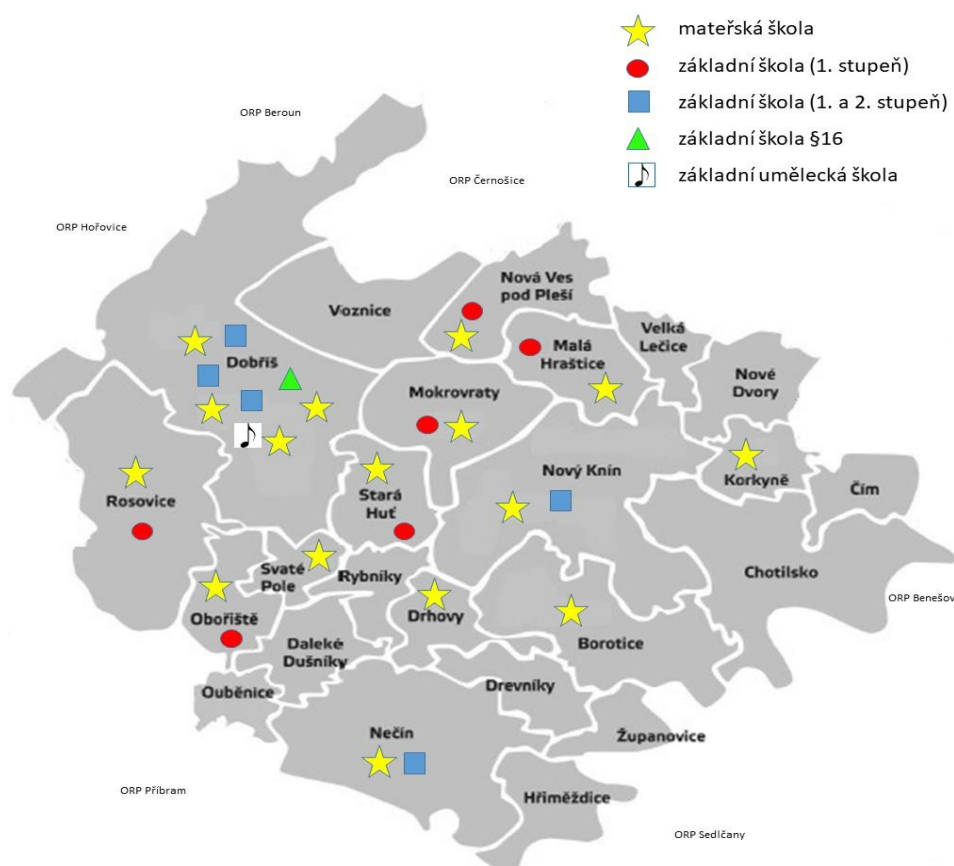 mateřská škola
základní škola (1. stupeň)
základní škola (1. a 2. stupeň)
základní škola §16
základní umělecká škola
ORP Beroun
ORP Černošice
ORP Hořovice
Nová Ves
pod Pleší
Voznice
Velká
Lečice
Malá
Hraštice
Dobříš
Nové
Dvory
Mokrovraty
Nový Knín
Korkyně
Čím
Rosovice
Stará
Huť
Chotilsko
Svaté
Pole
Rybníky
ORP Benešov
Obořiště
Drhovy
Daleké
Dušníky
Borotice
Ouběnice
Drevníky
Nečín
Županovice
ORP Příbram
Hřiměždice
ORP Sedlčany